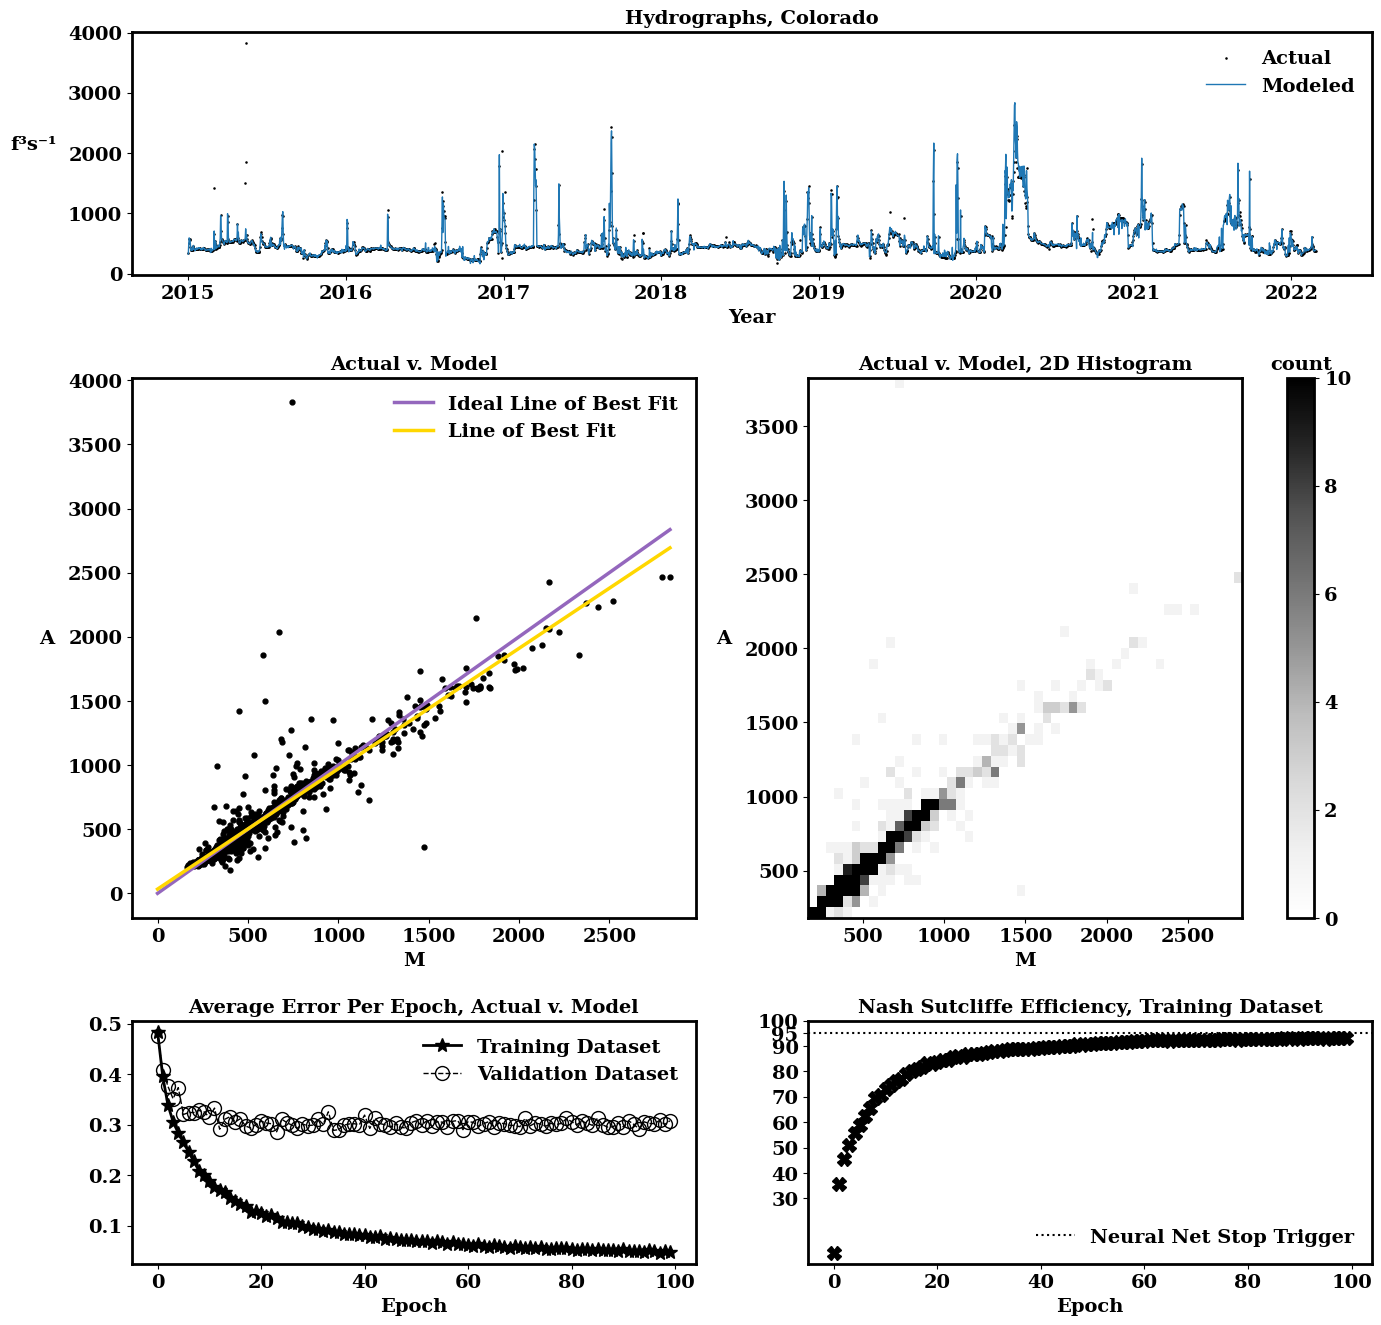 Hydrographs, Colorado
4000
3000
f³s⁻¹
2000
1000
0
Actual
Modeled
2015 2016 2017 2018 2019 2020 2021 2022
Year
Actual v. Model
4000
3500
3000
2500
2000
A
1500
1000
500
0
Ideal Line of Best Fit
Line of Best Fit
0 500 1000 1500 2000 2500
M
Actual v. Model, 2D Histogram
3500
3000
2500
2000
A
1500
1000
500
500 1000 1500 2000 2500
M
count
10
8
6
4
2
0
Average Error Per Epoch, Actual v. Model
0.5
0.4
0.3
0.2
0.1
Training Dataset
Validation Dataset
0 20 40 60 80 100
Epoch
Nash Sutcliffe Efficiency, Training Dataset
100
95
90
80
70
60
50
40
30
Neural Net Stop Trigger
0 20 40 60 80 100
Epoch